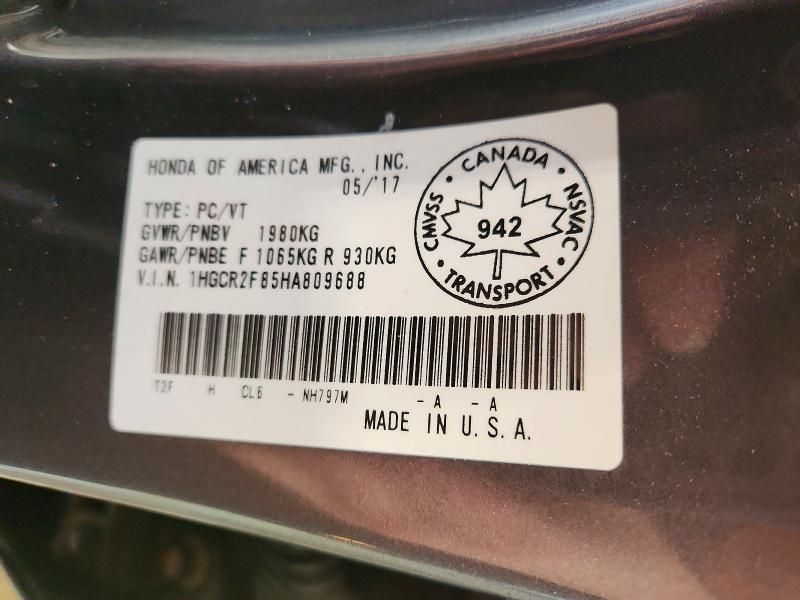 HONDA OF AMERICA MFG., INC.
05/'17
TYPE: PC/VT
GVWR/PNBV 1980KG
GAWR/PNBE F 1065KG R 930KG
V.I.N. 1HGCR2F85HA809688
CMVSS · CANADA · NSVAC
942
· TRANSPORT ·
T2F H CL6 - NH797M - A - A
MADE IN U.S.A.